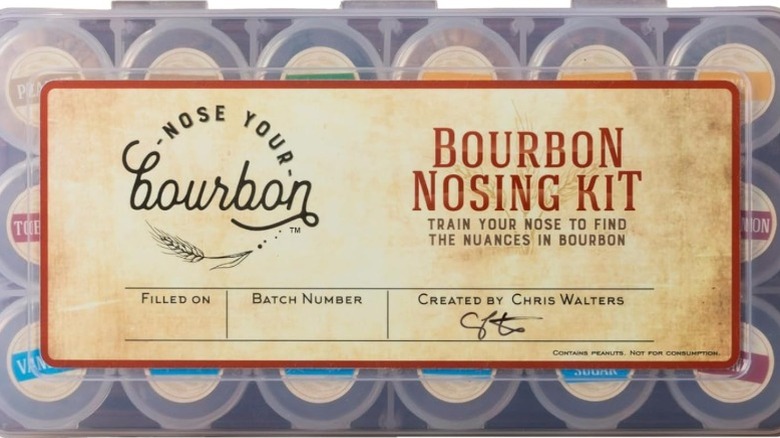 NOSE YOUR
bourbon
TM
BOURBON
NOSING KIT
TRAIN YOUR NOSE TO FIND
THE NUANCES IN BOURBON
FILLED ON
BATCH NUMBER
CREATED BY CHRIS WALTERS
CONTAINS PEANUTS. NOT FOR CONSUMPTION.
SUGAR